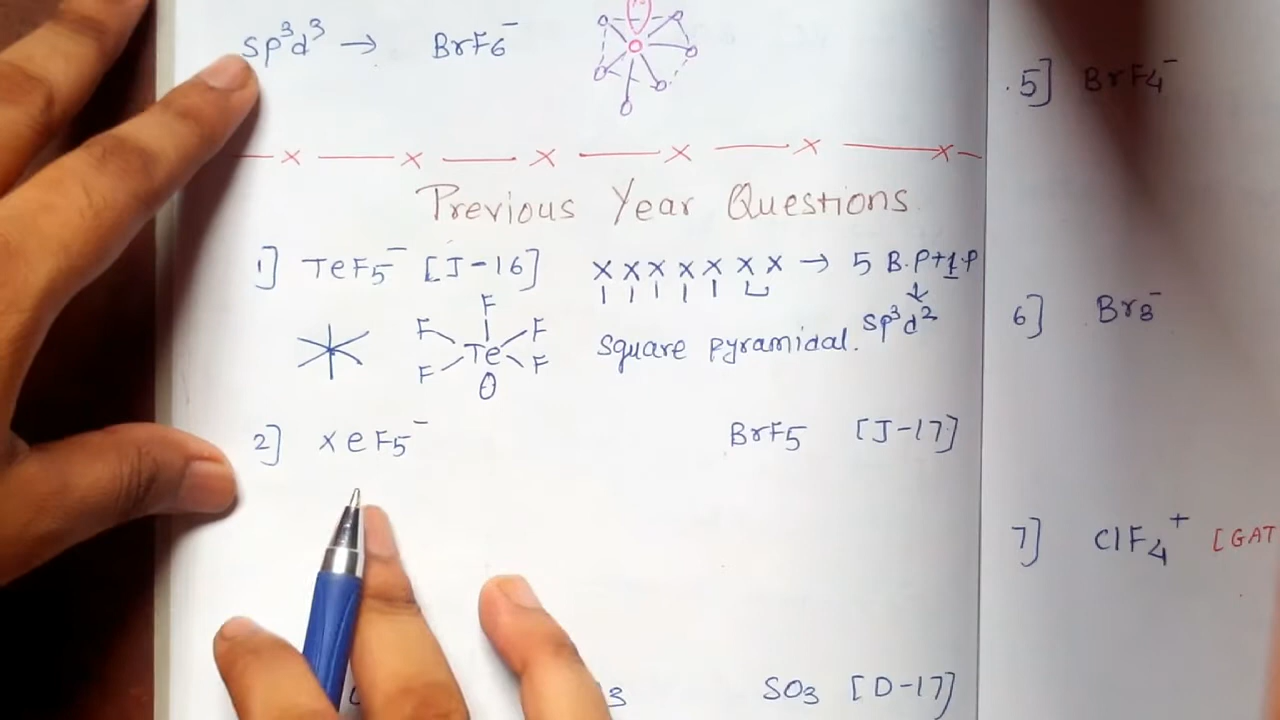 sp³d³ → BrF6⁻
Previous Year Questions
1] TeF5⁻ [J-16] x x x x x x x → 5 B.P+1.P
↓
sp³d²
F
F F
Te
F F
Square pyramidal.
2] XeF5⁻ BrF5 [J-17]
3 SO3 [D-17]
.5] BrF4⁻
6] Br3⁻
7] ClF4⁺ [GAT